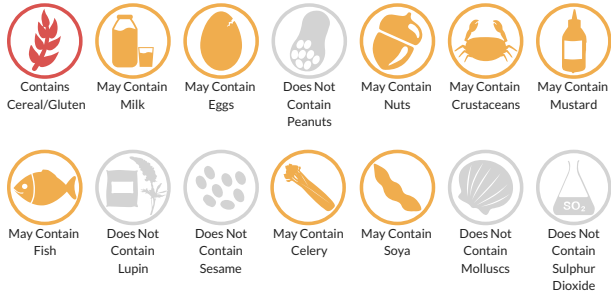 Contains
Cereal/Gluten
May Contain
Milk
May Contain
Eggs
Does Not
Contain
Peanuts
May Contain
Nuts
May Contain
Crustaceans
May Contain
Mustard
May Contain
Fish
Does Not
Contain
Lupin
Does Not
Contain
Sesame
May Contain
Celery
May Contain
Soya
Does Not
Contain
Molluscs
SO₂
Does Not
Contain
Sulphur
Dioxide